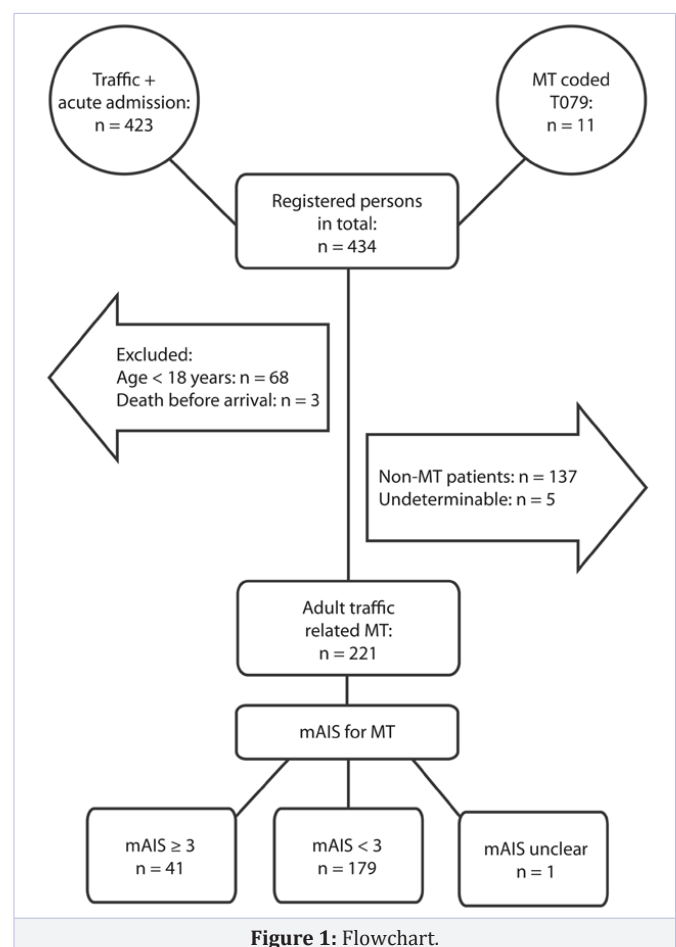 Traffic +
acute admission:
n = 423
MT coded
T079:
n = 11
Registered persons
in total:
n = 434
Excluded:
Age < 18 years: n = 68
Death before arrival: n = 3
Non-MT patients: n = 137
Undeterminable: n = 5
Adult traffic
related MT:
n = 221
mAIS for MT
mAIS ≥ 3
n = 41
mAIS < 3
n = 179
mAIS unclear
n = 1
Figure 1: Flowchart.